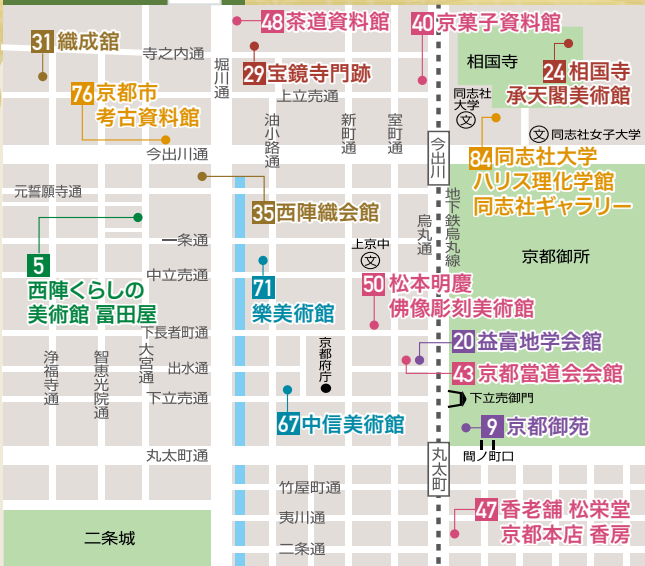 48 茶道資料館
40 京菓子資料館
31 織成舘
寺之内通
堀川通
29 宝鏡寺門跡
相国寺
24 相国寺
承天閣美術館
76 京都市
考古資料館
上立売通
同志社
大学
文
文 同志社女子大学
油小路通
新町通
室町通
今出川通
今出川
84 同志社大学
ハリス理化学館
同志社ギャラリー
元誓願寺通
35 西陣織会館
烏丸通
地下鉄烏丸線
一条通
上京中
文
京都御所
5
西陣くらしの
美術館 冨田屋
中立売通
71
樂美術館
50 松本明慶
佛像彫刻美術館
下長者町通
20 益富地学会館
浄福寺通
智恵光院通
大宮通
出水通
京都府庁
43 京都當道会会館
下立売通
67 中信美術館
下立売御門
9 京都御苑
丸太町通
丸太町
間ノ町口
竹屋町通
夷川通
二条通
47 香老舗 松栄堂
京都本店 香房
二条城